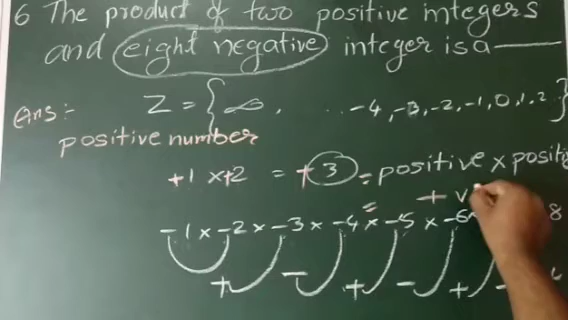 6 The product of two positive integers
and eight negative integer is a
Ans:- Z = { ∞, .. -4, -3, -2, -1, 0, 1, 2 }
positive number
+1 x +2 = +3 = positive x
= + v
-1 x -2 x -3 x -4 x -5 x -6 8
+ - + - + -